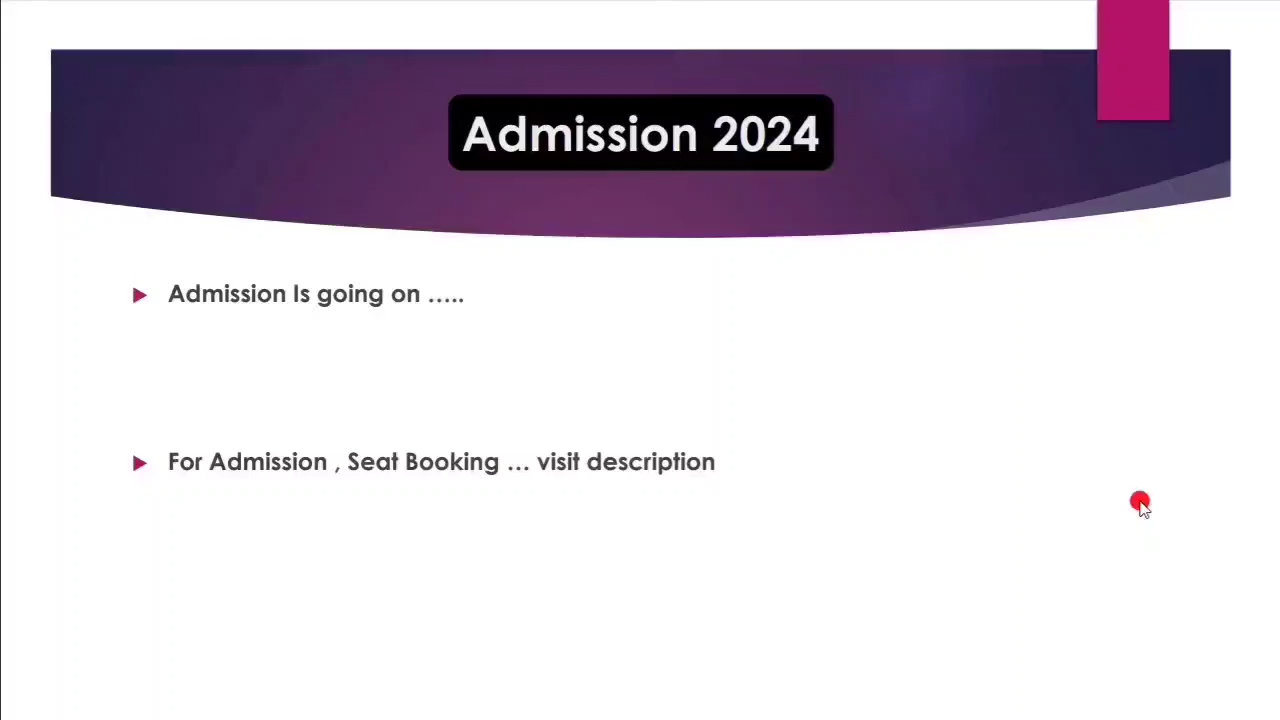 Admission 2024
Admission Is going on …..
For Admission , Seat Booking … visit description